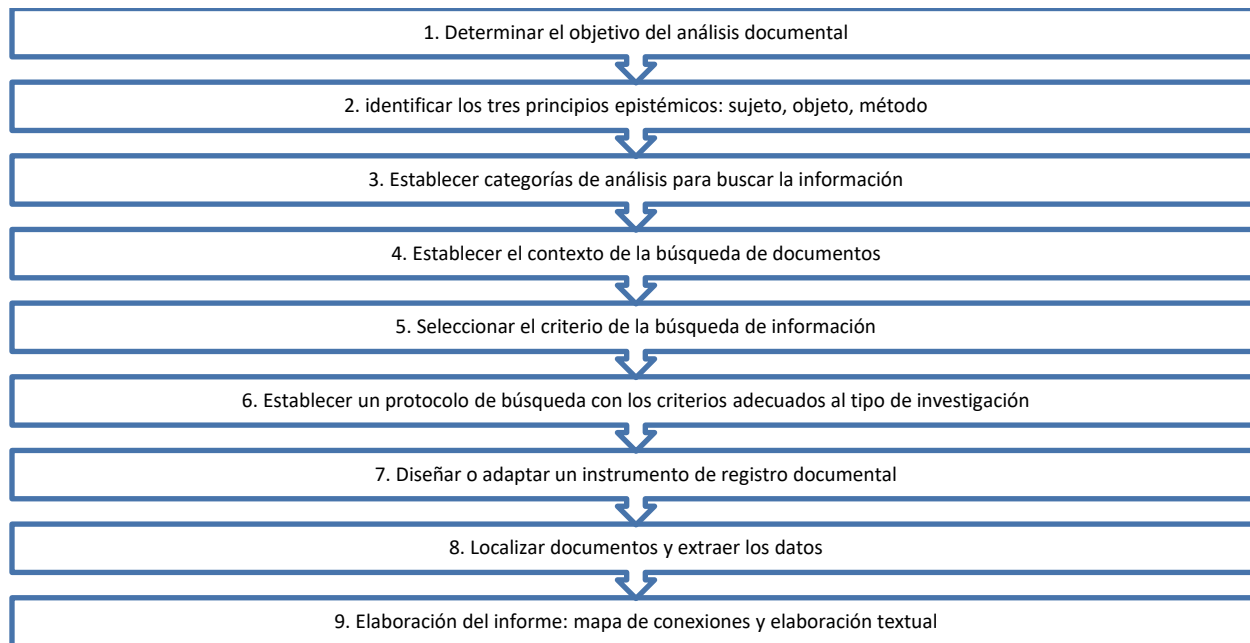 1. Determinar el objetivo del análisis documental
2. identificar los tres principios epistémicos: sujeto, objeto, método
3. Establecer categorías de análisis para buscar la información
4. Establecer el contexto de la búsqueda de documentos
5. Seleccionar el criterio de la búsqueda de información
6. Establecer un protocolo de búsqueda con los criterios adecuados al tipo de investigación
7. Diseñar o adaptar un instrumento de registro documental
8. Localizar documentos y extraer los datos
9. Elaboración del informe: mapa de conexiones y elaboración textual